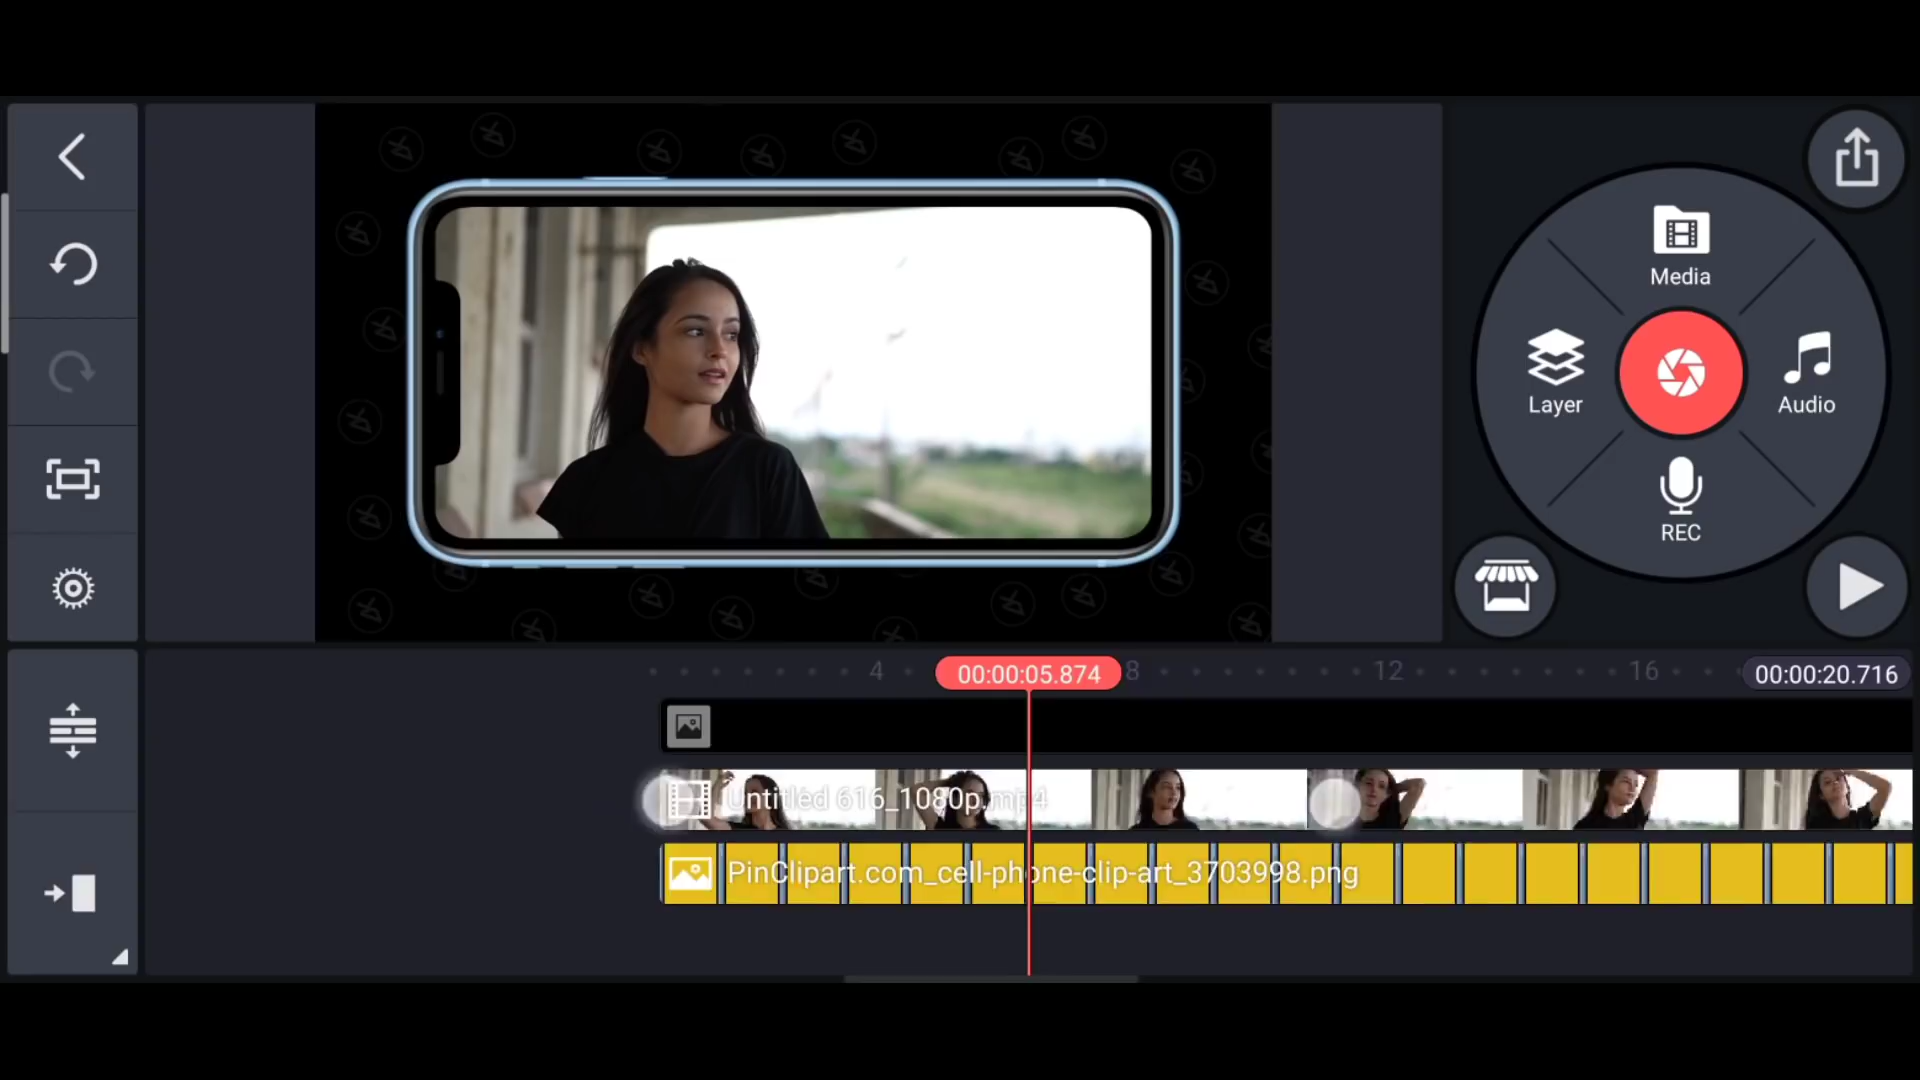 Media
Layer
Audio
REC
4
00:00:05.874
8
12
16
00:00:20.716
Untitled 616_1080p.mp4
PinClipart.com_cell-phone-clip-art_3703998.png